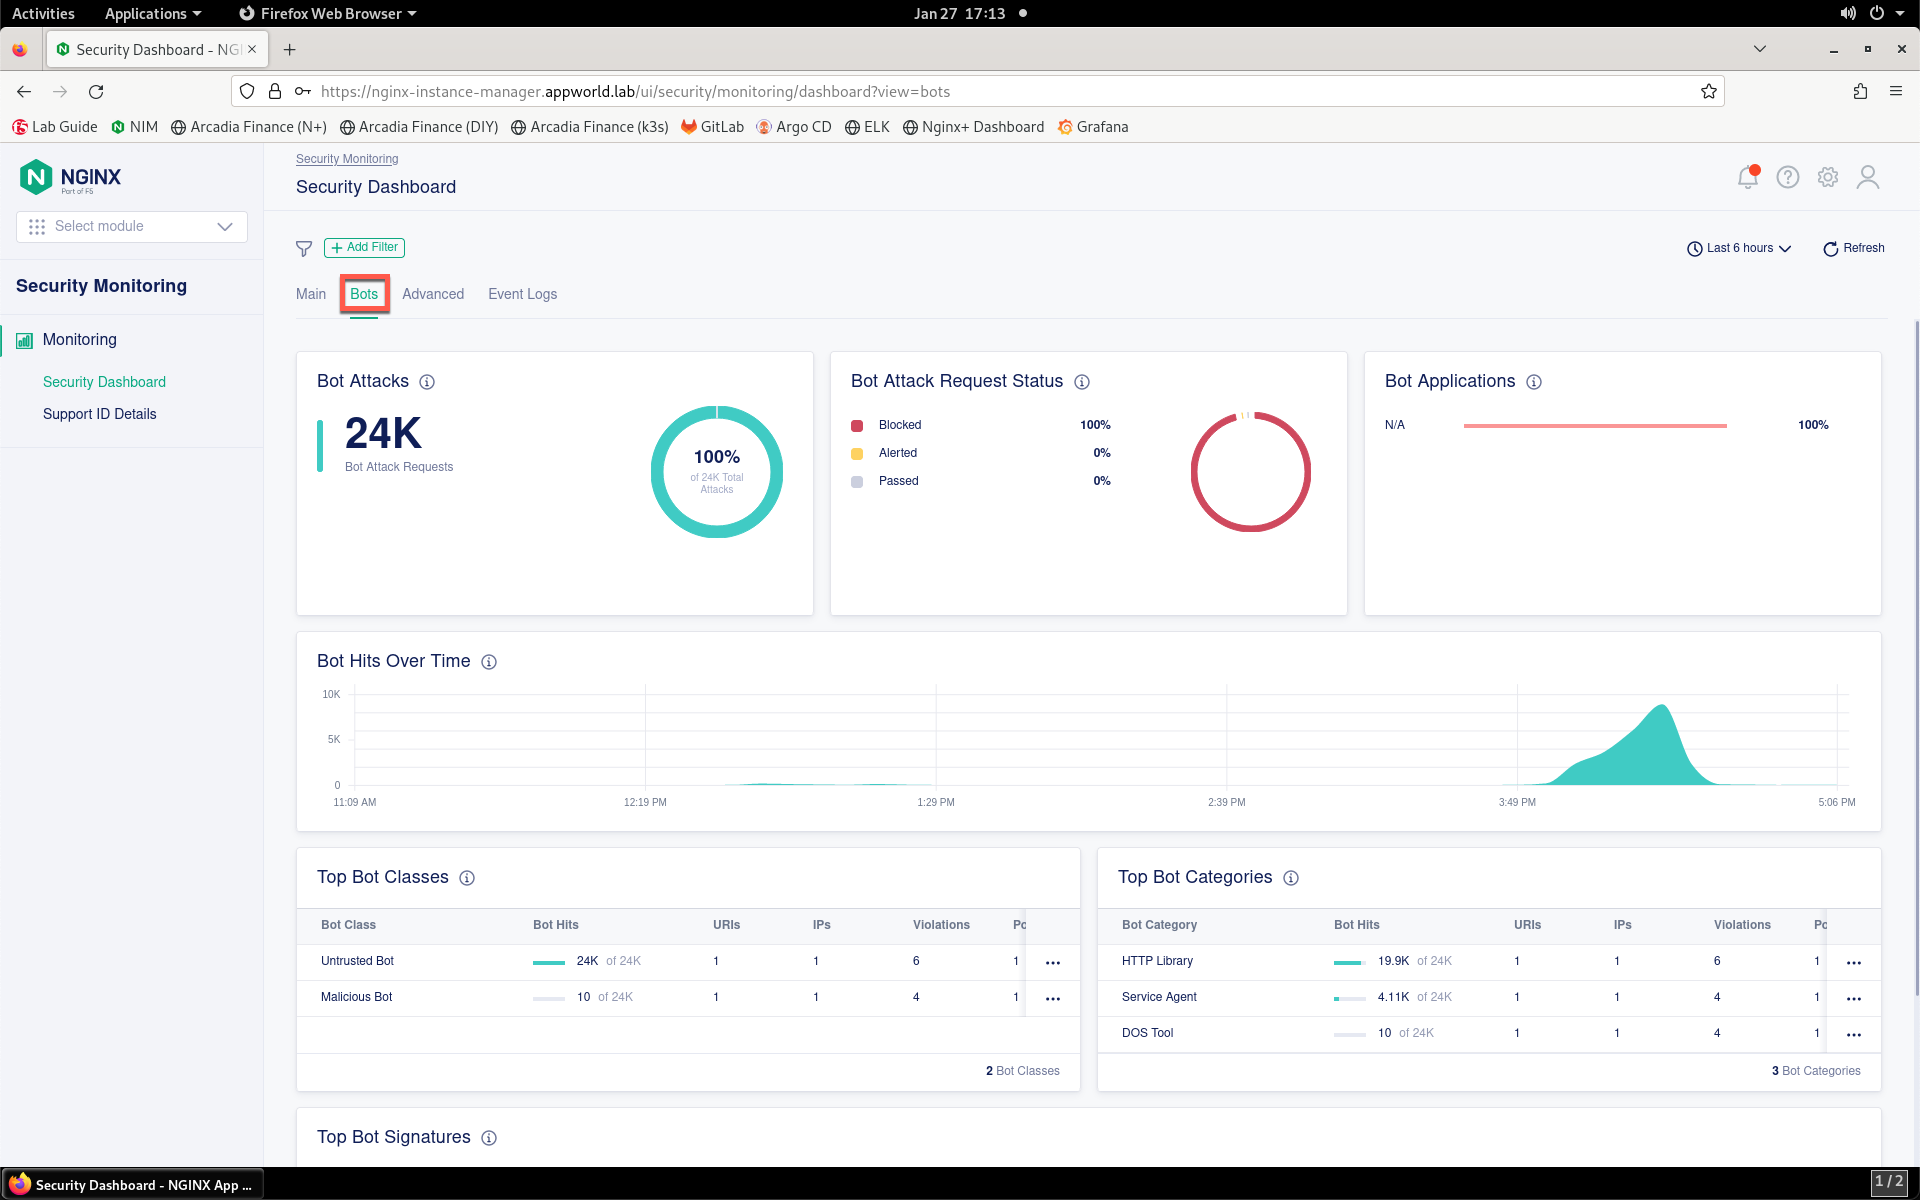 Activities Applications Firefox Web Browser Jan 27 17:13
Security Dashboard - NG
https://nginx-instance-manager.appworld.lab/ui/security/monitoring/dashboard?view=bots
Lab Guide NIM Arcadia Finance (N+) Arcadia Finance (DIY) Arcadia Finance (k3s) GitLab Argo CD ELK Nginx+ Dashboard Grafana
NGINX
Part of F5
Select module
Security Monitoring
Monitoring
Security Dashboard
Support ID Details
Security Monitoring
Security Dashboard
Add Filter
Last 6 hours Refresh
Main Bots Advanced Event Logs
Bot Attacks
24K
Bot Attack Requests
100%
of 24K Total
Attacks
Bot Attack Request Status
Blocked 100%
Alerted 0%
Passed 0%
Bot Applications
N/A 100%
Bot Hits Over Time
10K
5K
0
11:09 AM 12:19 PM 1:29 PM 2:39 PM 3:49 PM 5:06 PM
Top Bot Classes
Bot Class Bot Hits URIs IPs Violations Po
Untrusted Bot 24K of 24K 1 1 6 1 •••
Malicious Bot 10 of 24K 1 1 4 1 •••
2 Bot Classes
Top Bot Categories
Bot Category Bot Hits URIs IPs Violations Po
HTTP Library 19.9K of 24K 1 1 6 1 •••
Service Agent 4.11K of 24K 1 1 4 1 •••
DOS Tool 10 of 24K 1 1 4 1 •••
3 Bot Categories
Top Bot Signatures
Security Dashboard - NGINX App ...
1 / 2